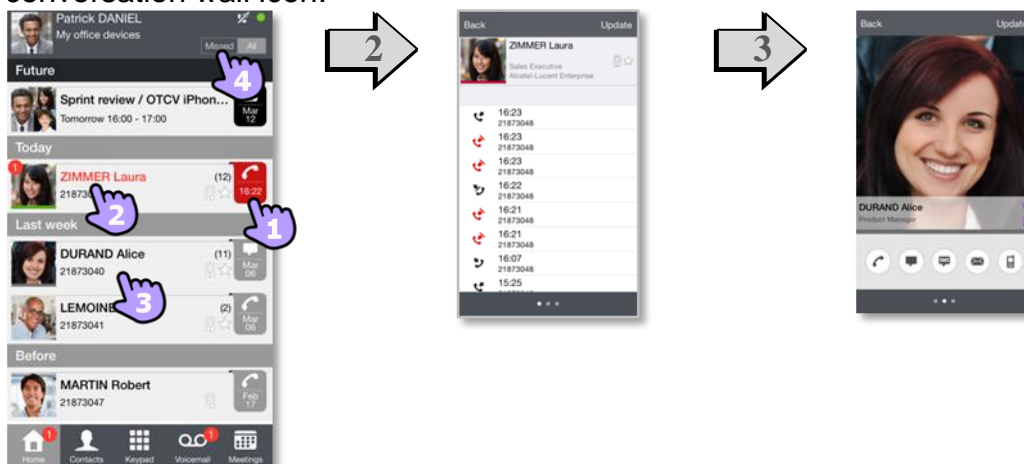 conversation wall icon.
Patrick DANIEL
My office devices
Missed All
Future
Sprint review / OTCV iPhon...
Tomorrow 16:00 - 17:00
Mar
12
4
Today
1
ZIMMER Laura
(12)
16:22
2
1
Last week
DURAND Alice
(11)
21873040
Mar
06
3
(2)
21873041
Mar
06
Before
MARTIN Robert
21873047
Feb
17
1
1
Home Contacts Keypad Voicemail Meetings
2
Back Update
ZIMMER Laura
Sales Executive
Alcatel-Lucent Enterprise
16:23
21873048
16:23
21873048
16:23
21873048
16:22
21873048
16:21
21873048
16:21
21873048
16:07
21873048
15:25
3
Back
DURAND Alice
Product Manager